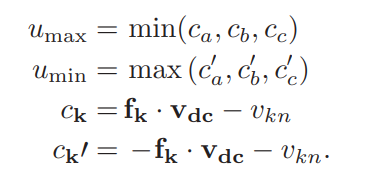 u_max = min(c_a, c_b, c_c)
u_min = max (c′_a, c′_b, c′_c)
c_k = f_k · v_dc − v_kn
c_k′ = −f_k · v_dc − v_kn.